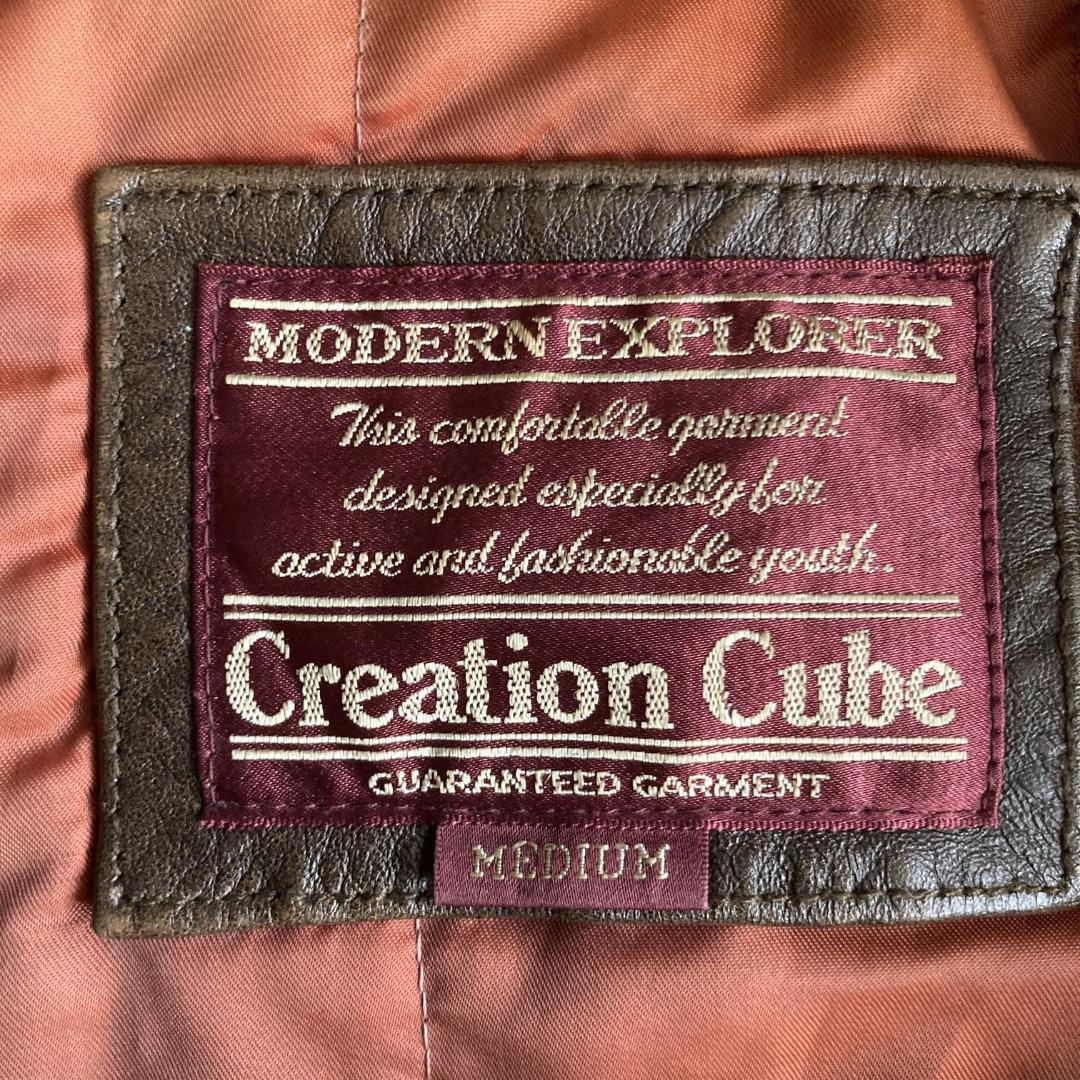 MODERN EXPLORER
This comfortable garment
designed especially for
active and fashionable youth.
Creation Cube
GUARANTEED GARMENT
MEDIUM